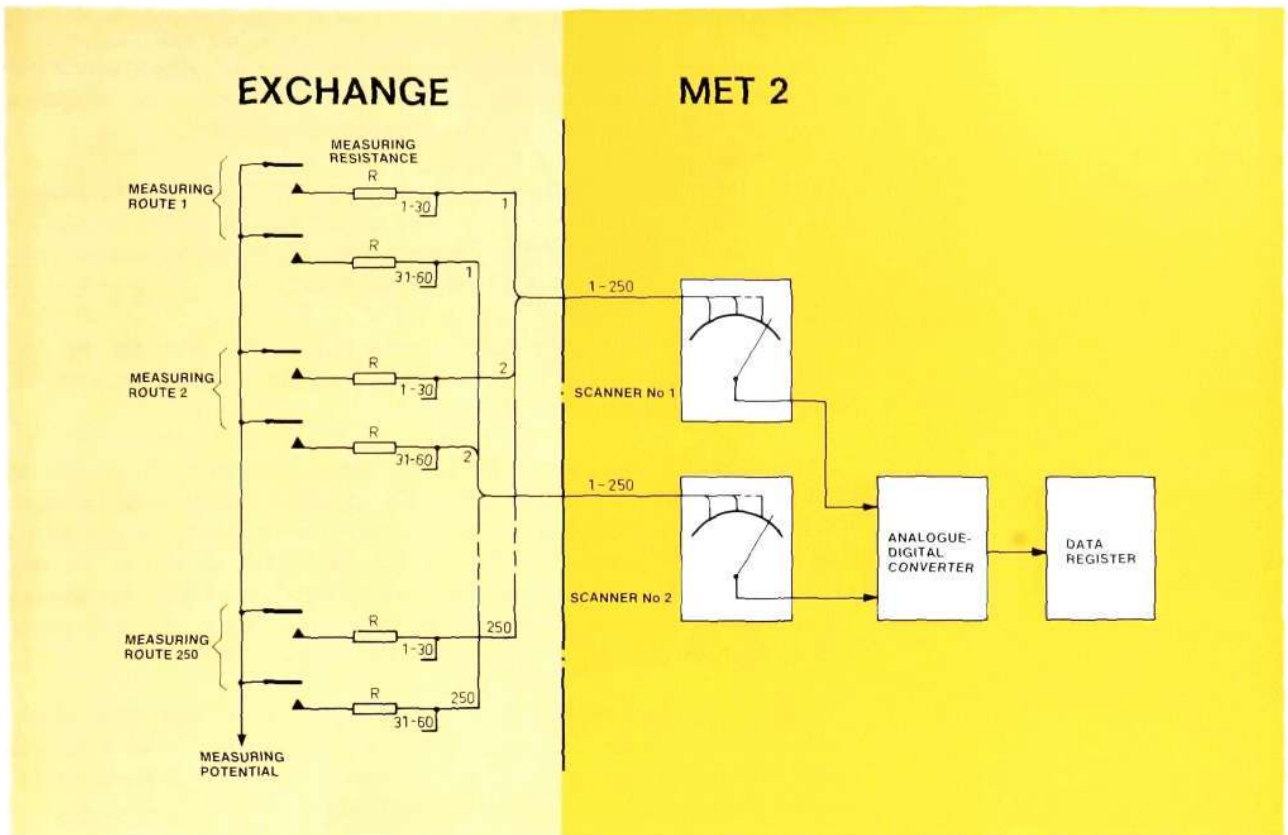 EXCHANGE
MET 2
MEASURING
RESISTANCE
MEASURING
ROUTE 1
R
1-30
1
R
31-60
1
1-250
MEASURING
ROUTE 2
R
1-30
2
SCANNER No 1
R
31-60
2
1-250
ANALOGUE-
DIGITAL
CONVERTER
DATA
REGISTER
SCANNER No 2
MEASURING
ROUTE 250
R
1-30
250
R
31-60
250
MEASURING
POTENTIAL